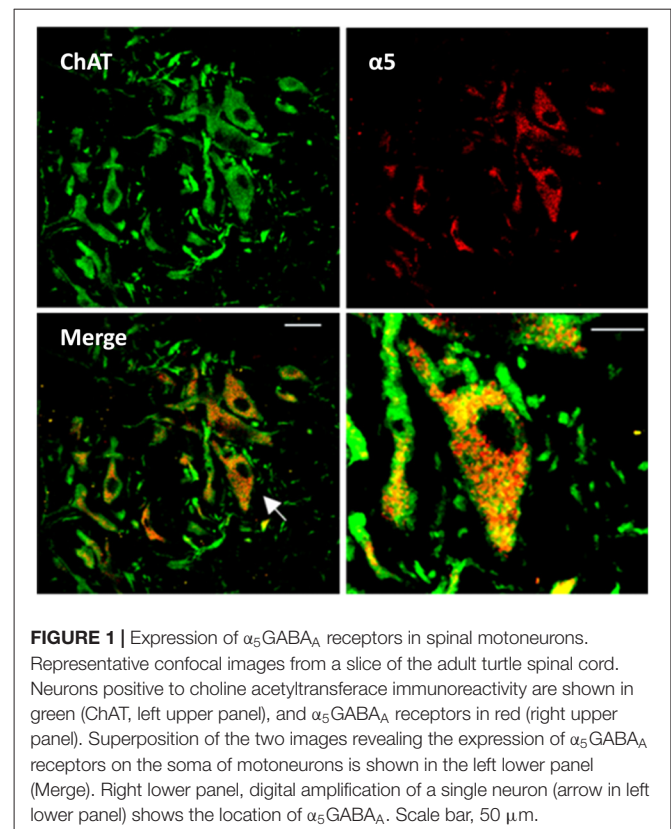 ChAT
α5
Merge
FIGURE 1 | Expression of α₅GABA_A receptors in spinal motoneurons.
Representative confocal images from a slice of the adult turtle spinal cord.
Neurons positive to choline acetyltransferace immunoreactivity are shown in
green (ChAT, left upper panel), and α₅GABA_A receptors in red (right upper
panel). Superposition of the two images revealing the expression of α₅GABA_A
receptors on the soma of motoneurons is shown in the left lower panel
(Merge). Right lower panel, digital amplification of a single neuron (arrow in left
lower panel) shows the location of α₅GABA_A. Scale bar, 50 μm.